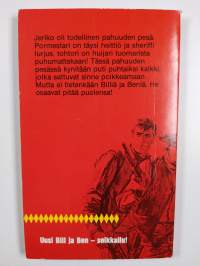 Jeriko oli todellinen pahuuden pesä.
Pormestari on täysi heittiö ja sheriffi
lurjus, tohtori on huijari tuomarista
puhumattakaan! Tässä pahuuden
pesässä kynitään puti puhtaiksi kaikki,
jotka sattuvat sinne poikkeamaan.
Mutta ei tietenkään Billiä ja Beniä. He
osaavat pitää puolensa!
Uusi Bill ja Ben – seikkailu!